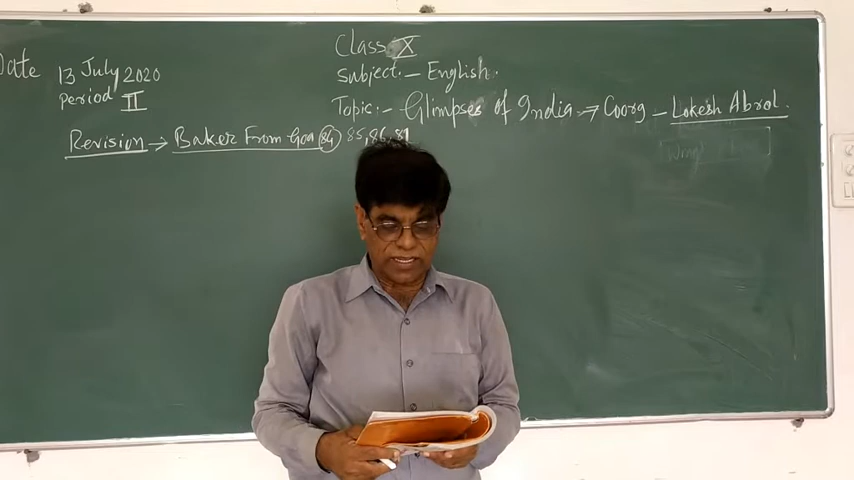 Date 13 July 2020
Period II
Class X
Subject:- English.
Topic:- Glimpses of India → Coorg - Lokesh Abrol.
Revision → Baker From Goa 84 85, 86, 87